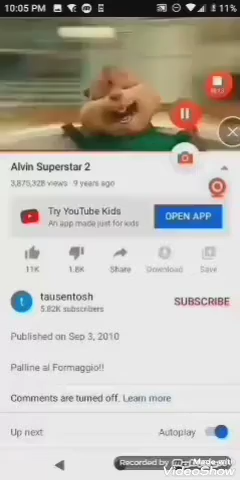 10:05 PM
11%
Alvin Superstar 2
3,870,328 views · 9 years ago
Try YouTube Kids
An app made just for kids
OPEN APP
11K
1.8K
Share
Download
Save
t
tausentosh
5.82K subscribers
SUBSCRIBE
Published on Sep 3, 2010
Palline al Formaggio!!
Comments are turned off. Learn more
Up next
Autoplay
Recorded by
Made with
VideoShow